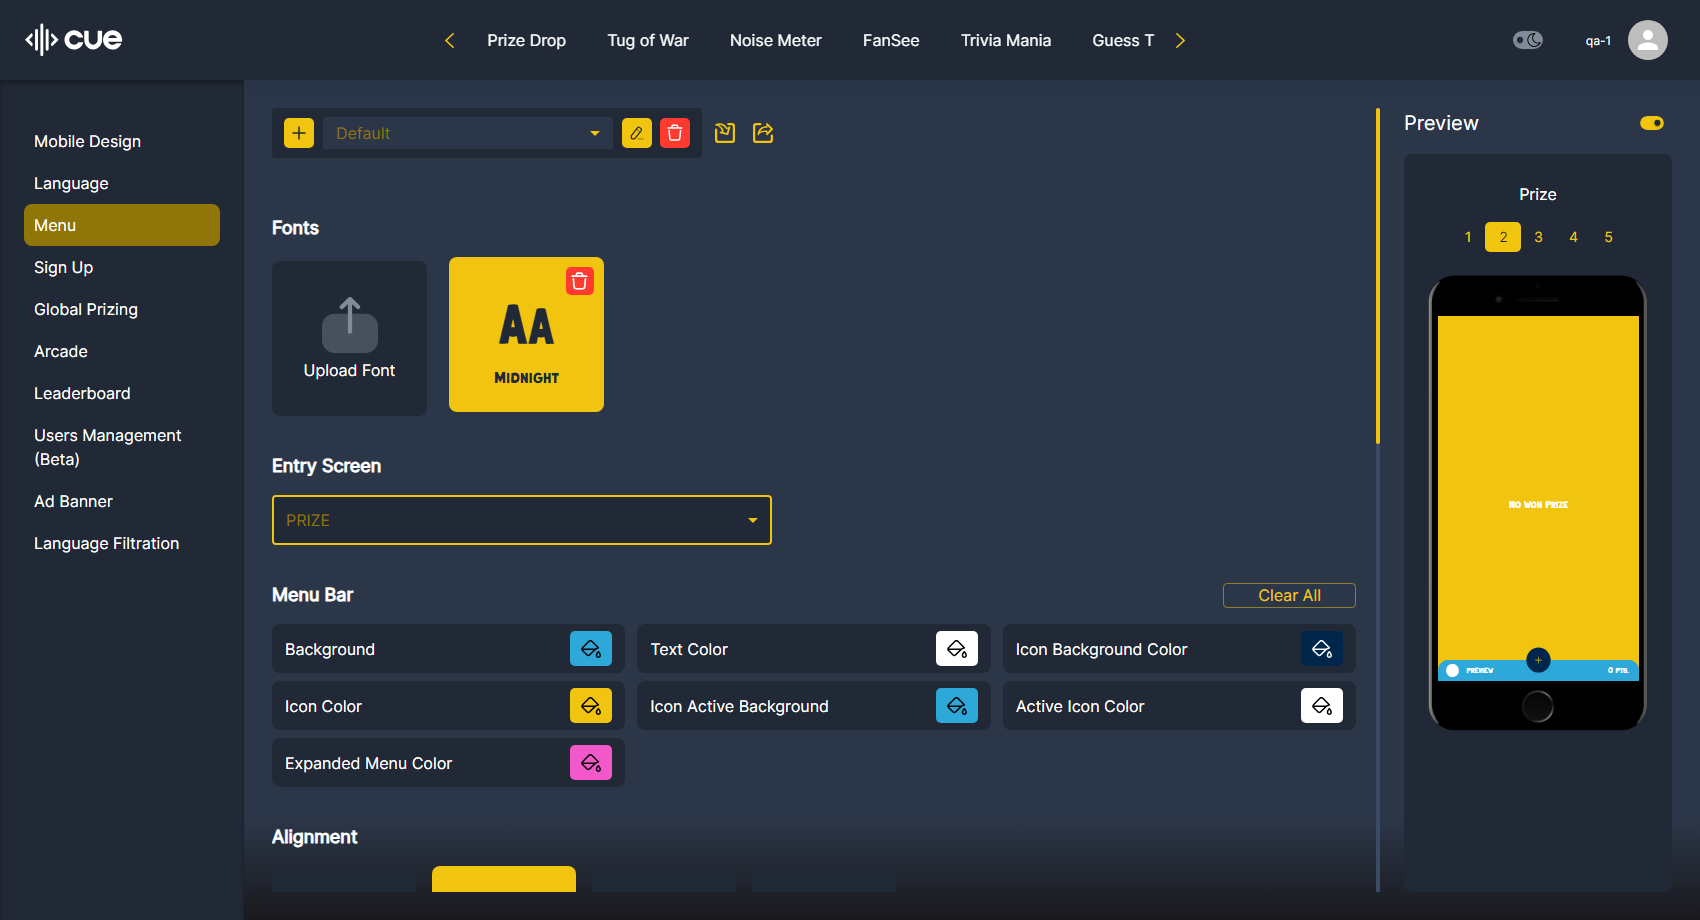 cue
Prize Drop
Tug of War
Noise Meter
FanSee
Trivia Mania
Guess T
qa-1
Mobile Design
Language
Menu
Sign Up
Global Prizing
Arcade
Leaderboard
Users Management
(Beta)
Ad Banner
Language Filtration
Default
Fonts
Upload Font
AA
MIDNIGHT
Entry Screen
PRIZE
Menu Bar
Clear All
Background
Text Color
Icon Background Color
Icon Color
Icon Active Background
Active Icon Color
Expanded Menu Color
Alignment
Preview
Prize
1 2 3 4 5
NO WON PRIZE
PREVIEW
0 PTS.